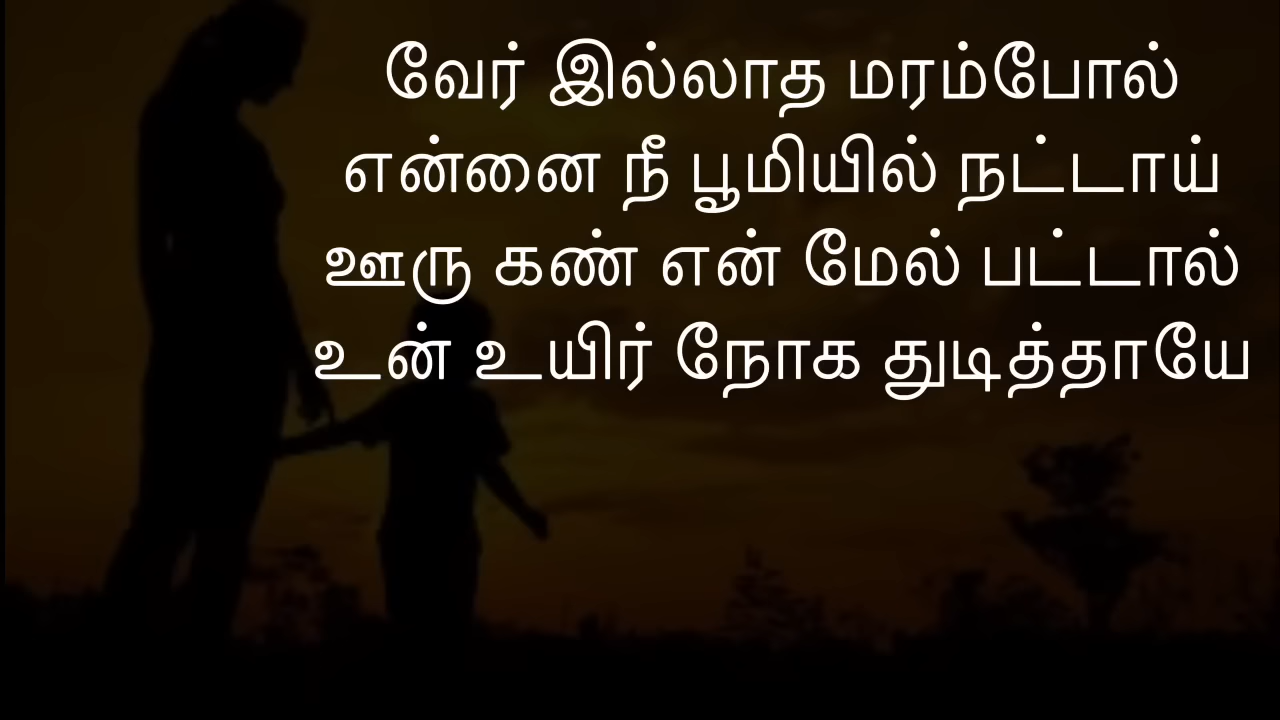 வேர் இல்லாத மரம்போல்
என்னை நீ பூமியில் நட்டாய்
ஊரு கண் என் மேல் பட்டால்
உன் உயிர் நோக துடித்தாயே